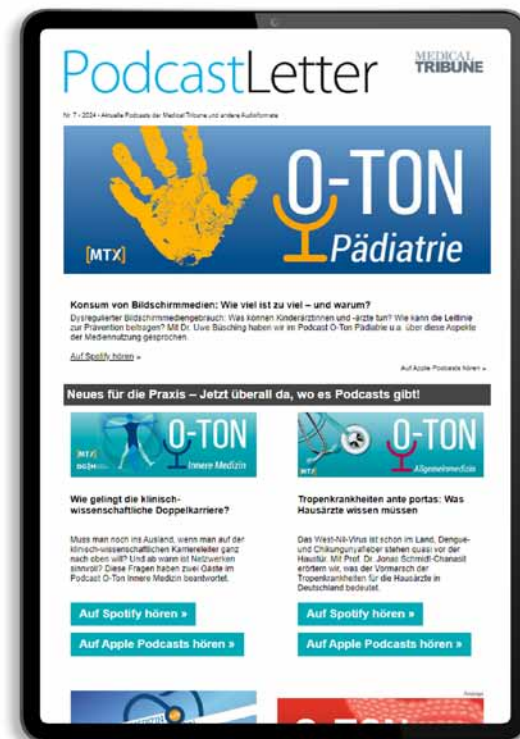 PodcastLetter
MEDICAL
TRIBUNE
Nr. 7 • 2024 • Aktuelle Podcasts der Medical Tribune und andere Audioformate
[MTX]
O-TON
Pädiatrie
Konsum von Bildschirmmedien: Wie viel ist zu viel – und warum?
Dysregulierter Bildschirmmediengebrauch: Was können Kinderärztinnen und -ärzte tun? Wie kann die Leitlinie
zur Prävention beitragen? Mit Dr. Uwe Büsching haben wir im Podcast O-Ton Pädiatrie u.a. über diese Aspekte
der Mediennutzung gesprochen.
Auf Spotify hören »
Auf Apple Podcasts hören »
Neues für die Praxis – Jetzt überall da, wo es Podcasts gibt!
[MTX]
O-TON
Innere Medizin
[MTX]
O-TON
Allgemeinmedizin
Wie gelingt die klinisch-
wissenschaftliche Doppelkarriere?
Muss man noch ins Ausland, wenn man auf der
klinisch-wissenschaftlichen Karriereleiter ganz
nach oben will? Und ab wann ist Netzwerken
sinnvoll? Diese Fragen haben zwei Gäste im
Podcast O-Ton Innere Medizin beantwortet.
Auf Spotify hören »
Auf Apple Podcasts hören »
Tropenkrankheiten ante portas: Was
Hausärzte wissen müssen
Das West-Nil-Virus ist schon im Land, Dengue-
und Chikungunyafieber stehen quasi vor der
Haustür. Mit Prof. Dr. Jonas Schmidt-Chanasit
erörtern wir, was der Vormarsch der
Tropenkrankheiten für die Hausärzte in
Deutschland bedeutet.
Auf Spotify hören »
Auf Apple Podcasts hören »
Anzeige
O-TON